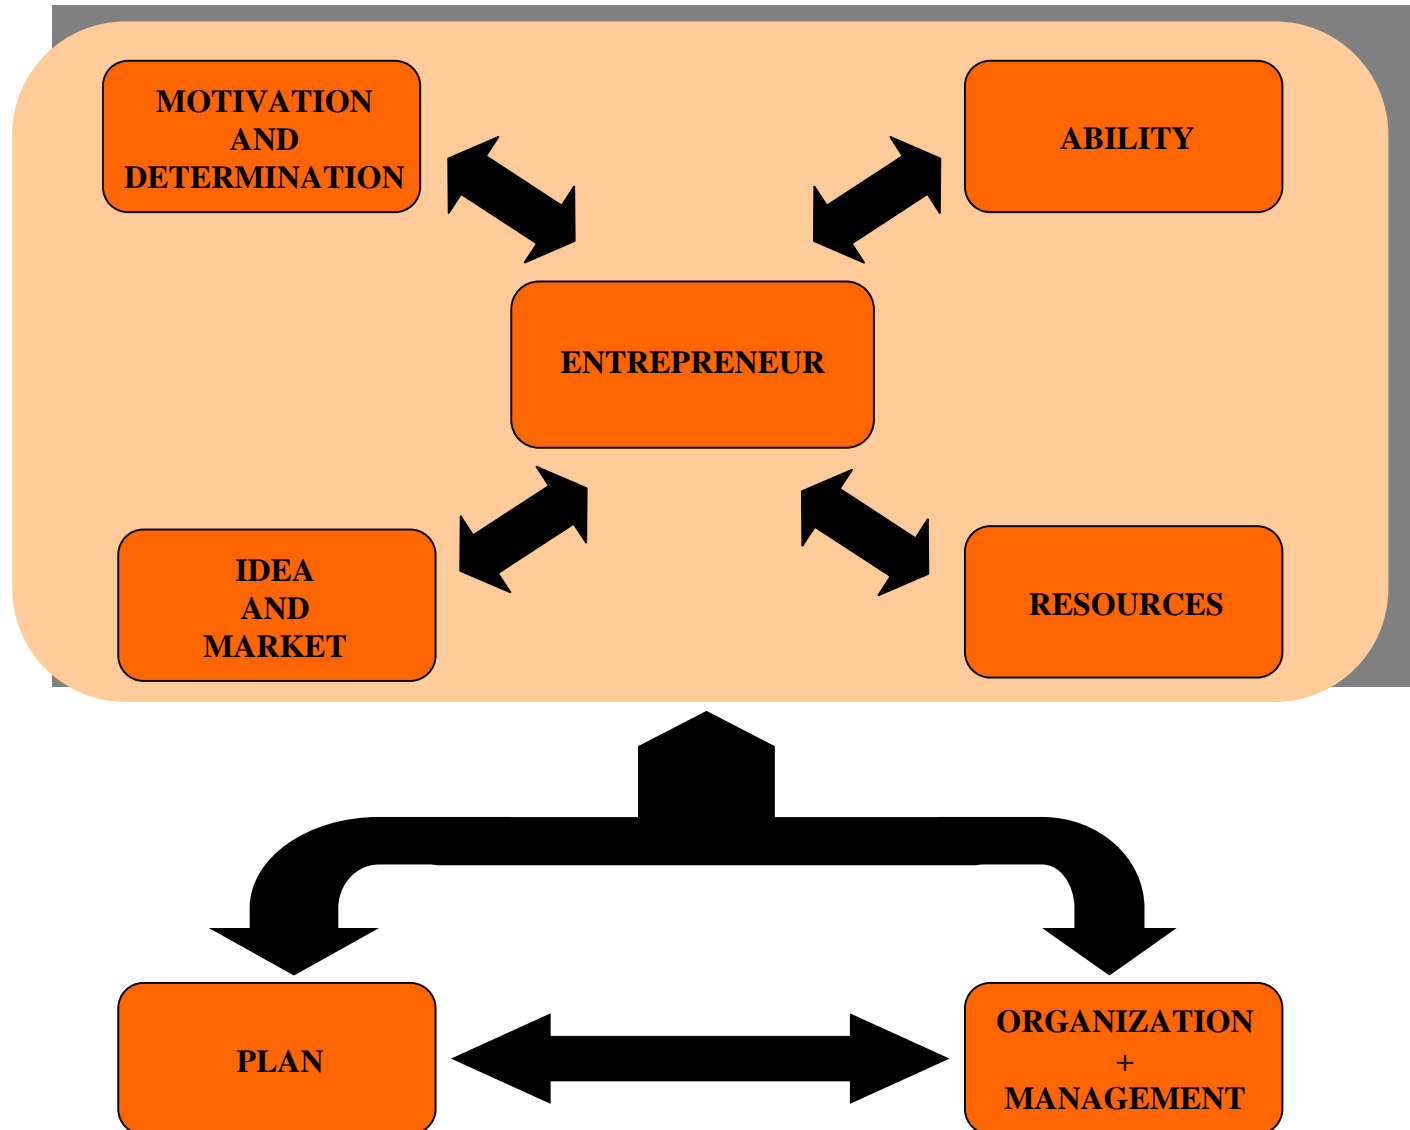 MOTIVATION
AND
DETERMINATION
ABILITY
ENTREPRENEUR
IDEA
AND
MARKET
RESOURCES
PLAN
ORGANIZATION
+
MANAGEMENT